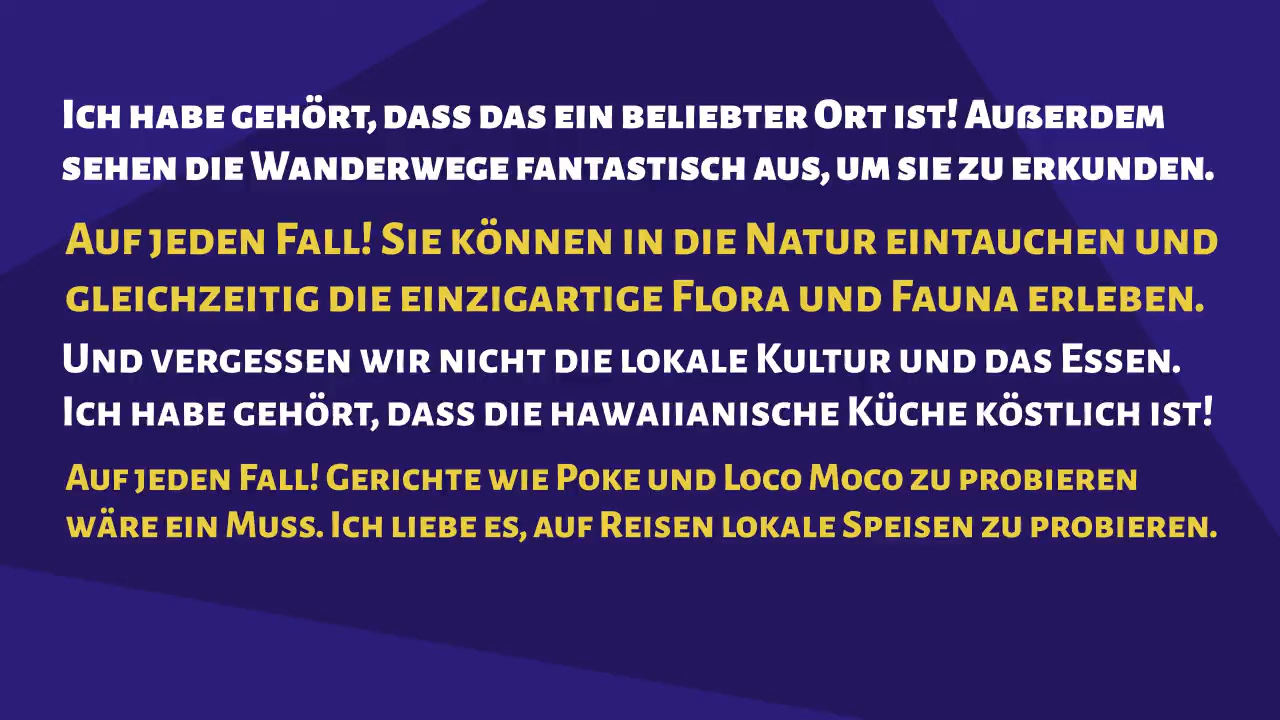 Ich habe gehört, dass das ein beliebter Ort ist! Außerdem
sehen die Wanderwege fantastisch aus, um sie zu erkunden.
Auf jeden Fall! Sie können in die Natur eintauchen und
gleichzeitig die einzigartige Flora und Fauna erleben.
Und vergessen wir nicht die lokale Kultur und das Essen.
Ich habe gehört, dass die hawaiianische Küche köstlich ist!
Auf jeden Fall! Gerichte wie Poke und Loco Moco zu probieren
wäre ein Muss. Ich liebe es, auf Reisen lokale Speisen zu probieren.